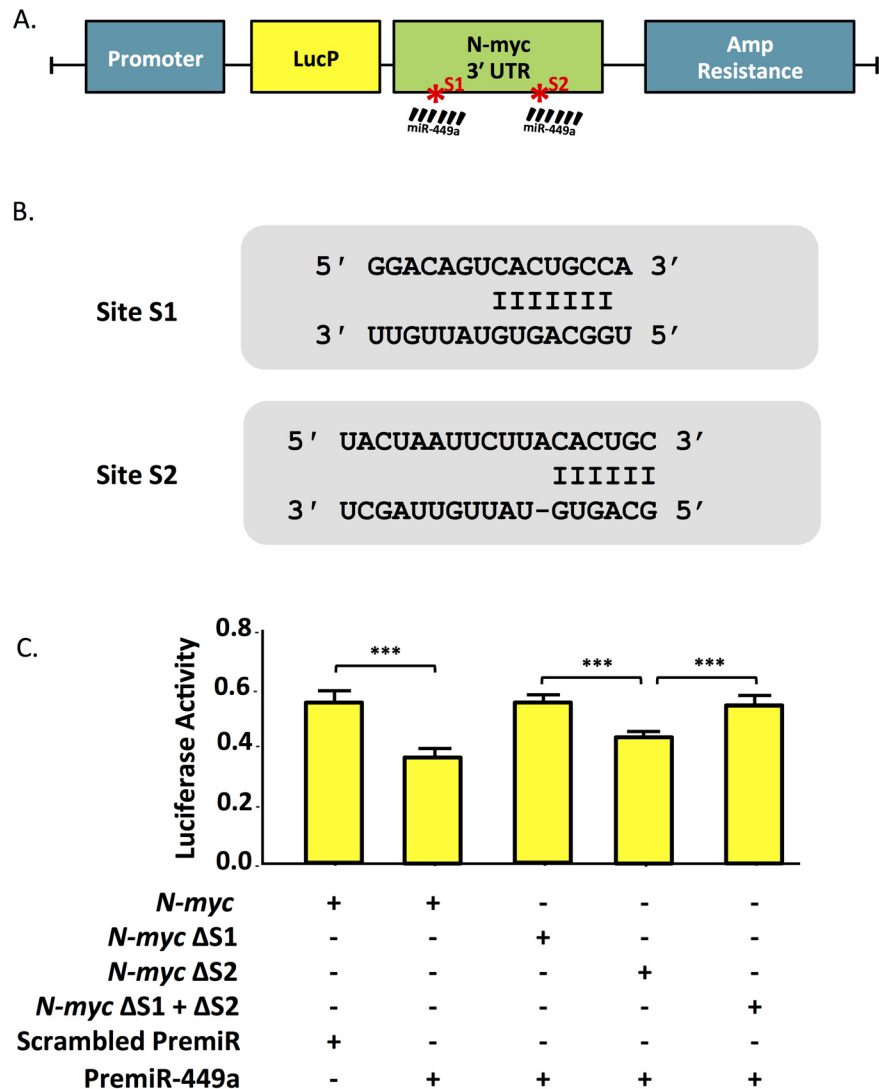 A.
Promoter
LucP
N-myc
3′ UTR
Amp
Resistance
*S1
*S2
miR-449a
miR-449a
B.
Site S1
5′ GGACAGUCACUGCCA 3′
IIIIIII
3′ UUGUUAUGUGACGGU 5′
Site S2
5′ UACUAAUUCUUACACUGC 3′
IIIIII
3′ UCGAUUGUUAU-GUGACG 5′
C.
Luciferase Activity
0.8
0.6
0.4
0.2
0.0
*** *** ***
N-myc + + - - -
N-myc ΔS1 - - + - -
N-myc ΔS2 - - - + -
N-myc ΔS1 + ΔS2 - - - - +
Scrambled PremiR + - - - -
PremiR-449a - + + + +